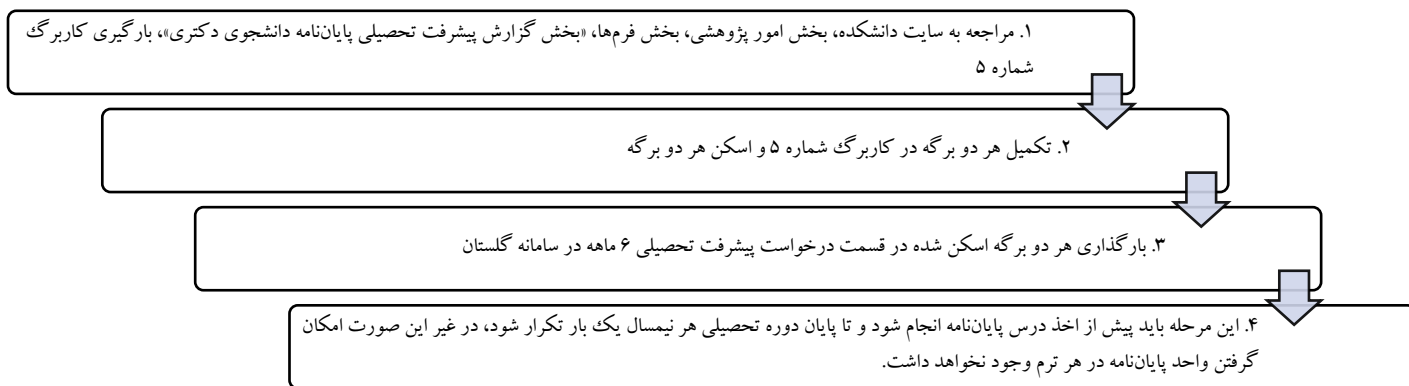 ۱. مراجعه به سایت دانشکده، بخش امور پژوهشی، بخش فرم‌ها، «بخش گزارش پیشرفت تحصیلی پایان‌نامه دانشجوی دکتری»، بارگیری کاربرگ
شماره ۵
۲. تکمیل هر دو برگه در کاربرگ شماره ۵ و اسکن هر دو برگه
۳. بارگذاری هر دو برگه اسکن شده در قسمت درخواست پیشرفت تحصیلی ۶ ماهه در سامانه گلستان
۴. این مرحله باید پیش از اخذ درس پایان‌نامه انجام شود و تا پایان دوره تحصیلی هر نیمسال یک بار تکرار شود، در غیر این صورت امکان
گرفتن واحد پایان‌نامه در هر ترم وجود نخواهد داشت.